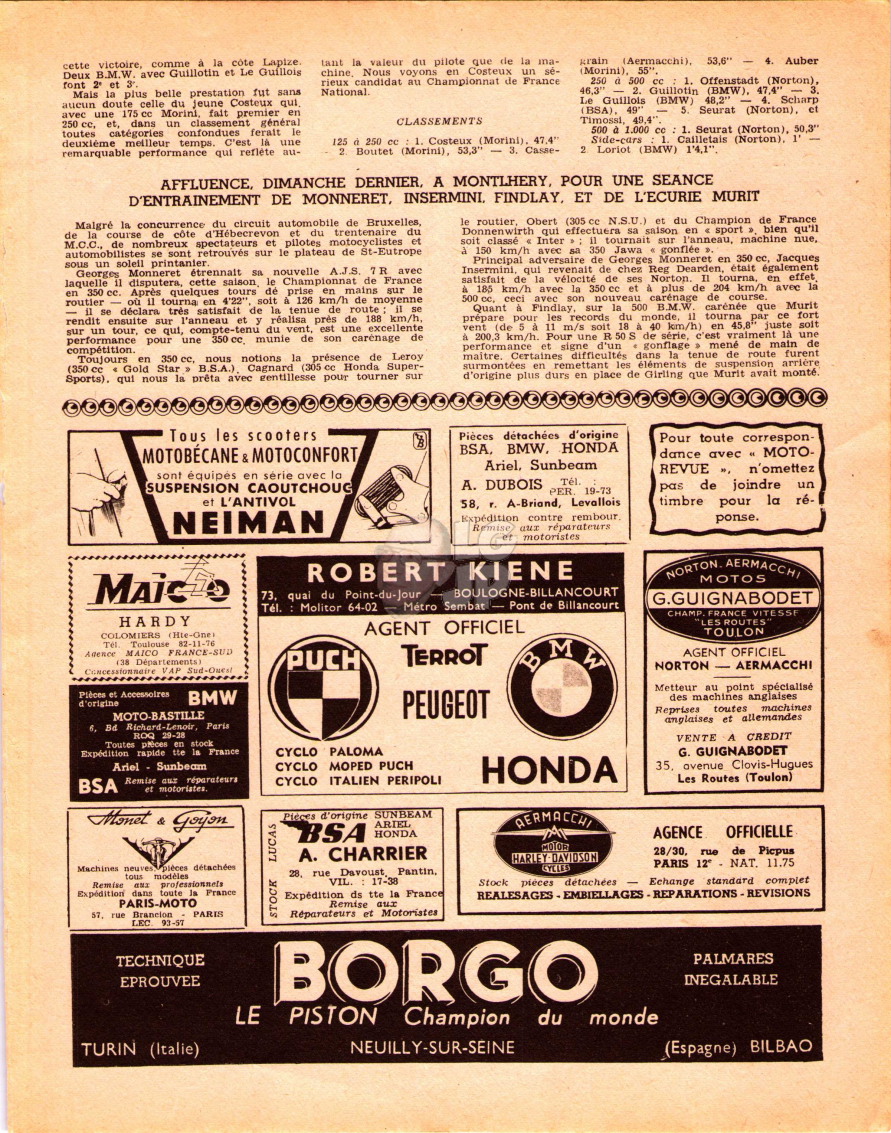 cette victoire, comme à la côte Lapize.
Deux B.M.W. avec Guillotin et Le Guillois
font 2e et 3e.
Mais la plus belle prestation fut sans
aucun doute celle du jeune Costeux qui,
avec une 175 cc Morini, fait premier en
250 cc, et, dans un classement général
toutes catégories confondues ferait le
deuxième meilleur temps. C'est là une
remarquable performance qui reflète au-
tant la valeur du pilote que de la ma-
chine. Nous voyons en Costeux un sé-
rieux candidat au Championnat de France
National.
CLASSEMENTS
125 à 250 cc : 1. Costeux (Morini), 47,4"
— 2. Boutet (Morini), 53,3" — 3. Casse-
krain (Aermacchi), 53,6" — 4. Auber
(Morini), 55".
250 à 500 cc : 1. Offenstadt (Norton),
46,3" — 2. Guillotin (BMW), 47,4" — 3.
Le Guillois (BMW) 48,2" — 4. Scharp
(BSA), 49" — 5. Seurat (Norton), et
Timossi, 49,4".
500 à 1.000 cc : 1. Seurat (Norton), 50,3"
Side-cars : 1. Cailletais (Norton), 1' —
2 Loriot (BMW) 1'4,1".
AFFLUENCE, DIMANCHE DERNIER, A MONTLHERY, POUR UNE SEANCE
D'ENTRAINEMENT DE MONNERET, INSERMINI, FINDLAY, ET DE L'ECURIE MURIT
Malgré la concurrence du circuit automobile de Bruxelles,
de la course de côte d'Hébecrevon et du trentenaire du
M.C.C., de nombreux spectateurs et pilotes motocyclistes et
automobilistes se sont retrouvés sur le plateau de St-Eutrope
sous un soleil printanier.
Georges Monneret étrennait sa nouvelle A.J.S. 7 R avec
laquelle il disputera, cette saison, le Championnat de France
en 350 cc. Après quelques tours de prise en mains sur le
routier — où il tourna en 4'22", soit à 126 km/h de moyenne
— il se déclara très satisfait de la tenue de route ; il se
rendit ensuite sur l'anneau et y réalisa près de 188 km/h,
sur un tour, ce qui, compte-tenu du vent, est une excellente
performance pour une 350 cc, munie de son carénage de
compétition.
Toujours en 350 cc, nous notions la présence de Leroy
(350 cc « Gold Star » B.S.A.), Cagnard (305 cc Honda Super-
Sports), qui nous la prêta avec gentillesse pour tourner sur
le routier, Obert (305 cc N.S.U.) et du Champion de France
Donnenwirth qui effectuera sa saison en « sport », bien qu'il
soit classé « Inter » ; il tournait sur l'anneau, machine nue,
à 150 km/h avec sa 350 Jawa « gonflée ».
Principal adversaire de Georges Monneret en 350 cc, Jacques
Insermini, qui revenait de chez Reg Dearden, était également
satisfait de la vélocité de ses Norton. Il tourna, en effet,
à 185 km/h avec la 350 cc et à plus de 204 km/h avec la
500 cc, ceci avec son nouveau carénage de course.
Quant à Findlay, sur la 500 B.M.W. carénée que Murit
prépare pour les records du monde, il tourna par ce fort
vent (de 5 à 11 m/s soit 18 à 40 km/h) en 45,8" juste soit
à 200,3 km/h. Pour une R 50 S de série, c'est vraiment là une
performance et signe d'un « gonflage » mené de main de
maître. Certaines difficultés dans la tenue de route furent
surmontées en remettant les éléments de suspension arrière
d'origine plus durs en place de Girling que Murit avait monté.
Tous les scooters
MOTOBÉCANE & MOTOCONFORT
sont équipés en série avec la
SUSPENSION CAOUTCHOUC
et L'ANTIVOL
NEIMAN
Pièces détachées d'origine
BSA, BMW, HONDA
Ariel, Sunbeam
A. DUBOIS Tél. :
PER. 19-73
58, r. A-Briand, Levallois
Expédition contre rembour.
Remise aux réparateurs
et motoristes
Pour toute correspon-
dance avec « MOTO-
REVUE », n'omettez
pas de joindre un
timbre pour la ré-
ponse.
MAICO
HARDY
COLOMIERS (Hte-Gne)
Tél. Toulouse 82-11-76
Agence MAICO FRANCE-SUD
(38 Départements)
Concessionnaire VAP Sud-Ouest
Pièces et Accessoires
d'origine BMW
MOTO-BASTILLE
6, Bd Richard-Lenoir, Paris
ROQ 29-28
Toutes pièces en stock
Expédition rapide tte la France
Ariel - Sunbeam
BSA Remise aux réparateurs
et motoristes.
ROBERT KIENE
73, quai du Point-du-Jour — BOULOGNE-BILLANCOURT
Tél. : Molitor 64-02 — Métro Sembat — Pont de Billancourt
AGENT OFFICIEL
PUCH
TERROT
PEUGEOT
BMW
CYCLO PALOMA
CYCLO MOPED PUCH
CYCLO ITALIEN PERIPOLI
HONDA
NORTON. AERMACCHI
MOTOS
G.GUIGNABODET
CHAMP. FRANCE VITESSE
"LES ROUTES"
TOULON
AGENT OFFICIEL
NORTON — AERMACCHI
Metteur au point spécialisé
des machines anglaises
Reprises toutes machines
anglaises et allemandes
VENTE A CREDIT
G. GUIGNABODET
35, avenue Clovis-Hugues
Les Routes (Toulon)
Monet & Goyon
Machines neuves, pièces détachées
tous modèles
Remise aux professionnels
Expédition dans toute la France
PARIS-MOTO
57, rue Brancion - PARIS
LEC. 93-57
STOCK LUCAS
Pièces d'origine SUNBEAM
ARIEL
BSA HONDA
A. CHARRIER
28, rue Davoust, Pantin,
VIL. : 17-38
Expédition ds tte la France
Remise aux
Réparateurs et Motoristes
AERMACCHI
MOTOR
HARLEY-DAVIDSON
CYCLES
AGENCE OFFICIELLE
28/30, rue de Picpus
PARIS 12e - NAT. 11.75
Stock pièces détachées — Echange standard complet
REALESAGES - EMBIELLAGES - REPARATIONS - REVISIONS
TECHNIQUE
EPROUVEE
BORGO
PALMARES
INEGALABLE
LE PISTON Champion du monde
TURIN (Italie) NEUILLY-SUR-SEINE (Espagne) BILBAO